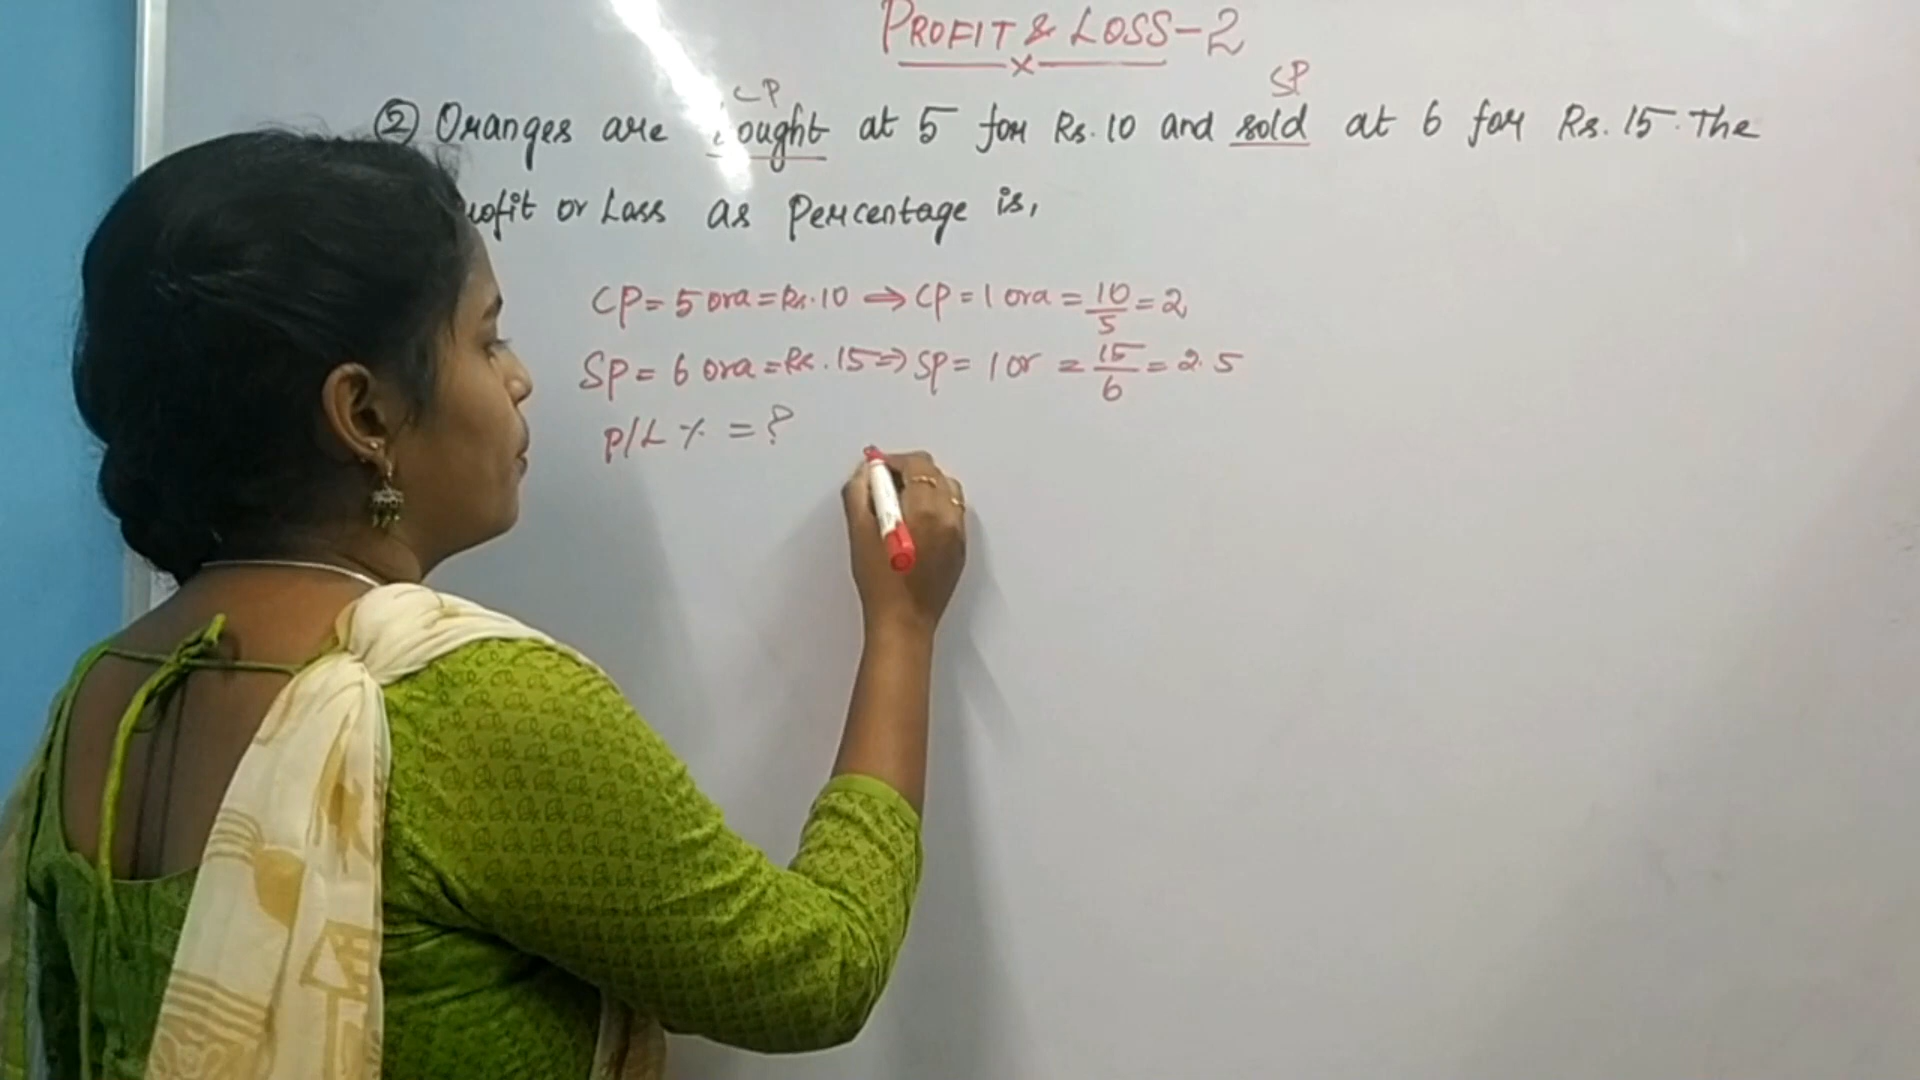 PROFIT & LOSS-2
CP SP
② Oranges are ought at 5 for Rs. 10 and sold at 6 for Rs. 15. The
ofit or Loss as Percentage is,
CP = 5 ora = Rs. 10 ⇒ CP = 1 ora = 10/5 = 2
SP = 6 ora = Rs. 15 ⇒ SP = 1 or = 15/6 = 2.5
P/L % = ?